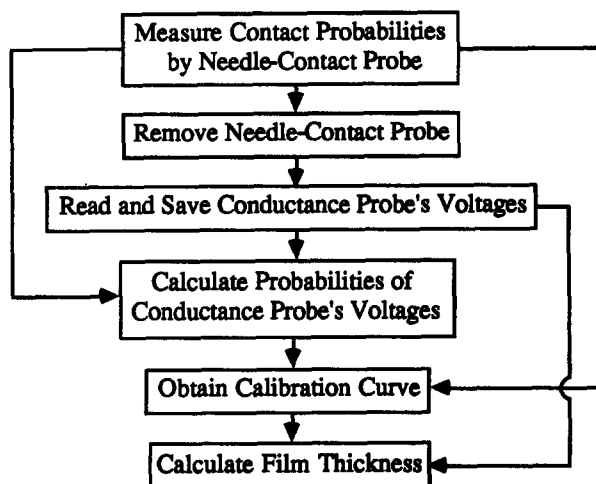 Measure Contact Probabilities
by Needle-Contact Probe
Remove Needle-Contact Probe
Read and Save Conductance Probe's Voltages
Calculate Probabilities of
Conductance Probe's Voltages
Obtain Calibration Curve
Calculate Film Thickness